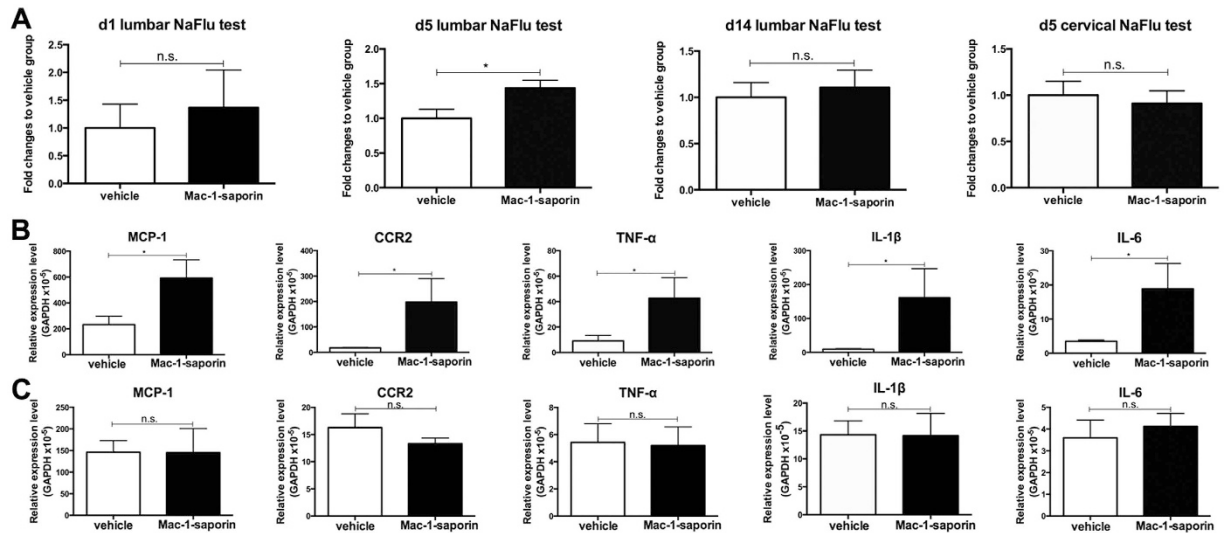 A
d1 lumbar NaFlu test
Fold changes to vehicle group
2.5
2.0
1.5
1.0
0.5
0.0
n.s.
vehicle
Mac-1-saporin
d5 lumbar NaFlu test
Fold changes to vehicle group
2.0
1.5
1.0
0.5
0.0
*
vehicle
Mac-1-saporin
d14 lumbar NaFlu test
Fold changes to vehicle group
1.5
1.0
0.5
0.0
n.s.
vehicle
Mac-1-saporin
d5 cervical NaFlu test
Fold changes to vehicle group
1.5
1.0
0.5
0.0
n.s.
vehicle
Mac-1-saporin
B
MCP-1
Relative expression level
(GAPDH x10-5)
800
600
400
200
0
*
vehicle
Mac-1-saporin
CCR2
Relative expression level
(GAPDH x10-5)
400
300
200
100
0
*
vehicle
Mac-1-saporin
TNF-α
Relative expression level
(GAPDH x10-5)
80
60
40
20
0
*
vehicle
Mac-1-saporin
IL-1β
Relative expression level
(GAPDH x10-5)
300
200
100
0
*
vehicle
Mac-1-saporin
IL-6
Relative expression level
(GAPDH x10-5)
30
20
10
0
*
vehicle
Mac-1-saporin
C
MCP-1
Relative expression level
(GAPDH x10-5)
250
200
150
100
50
0
n.s.
vehicle
Mac-1-saporin
CCR2
Relative expression level
(GAPDH x10-5)
20
15
10
5
0
n.s.
vehicle
Mac-1-saporin
TNF-α
Relative expression level
(GAPDH x10-5)
8
6
4
2
0
n.s.
vehicle
Mac-1-saporin
IL-1β
Relative expression level
(GAPDH x10-5)
20
15
10
5
0
n.s.
vehicle
Mac-1-saporin
IL-6
Relative expression level
(GAPDH x10-5)
5
4
3
2
1
0
n.s.
vehicle
Mac-1-saporin